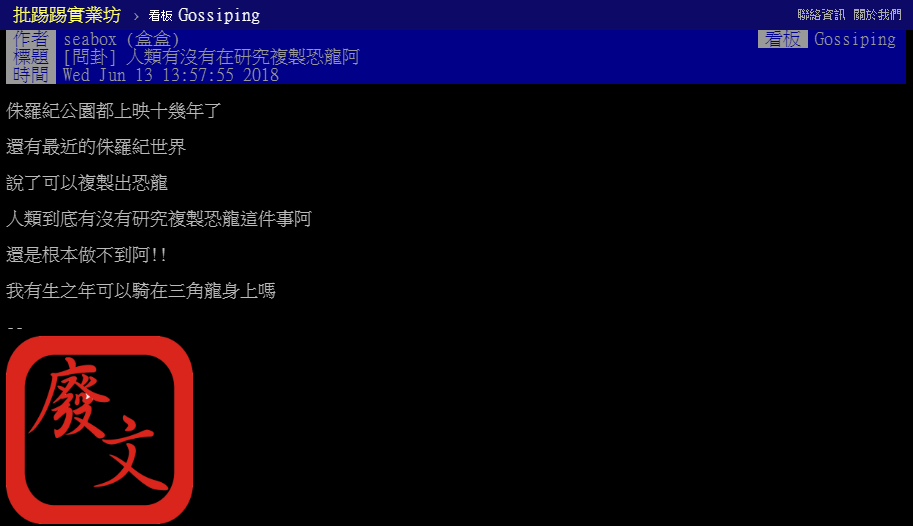 批踢踢實業坊 › 看板 Gossiping 聯絡資訊 關於我們
作者 seabox (盒盒) 看板 Gossiping
標題 [問卦] 人類有沒有在研究複製恐龍阿
時間 Wed Jun 13 13:57:55 2018
侏羅紀公園都上映十幾年了
還有最近的侏羅紀世界
說了可以複製出恐龍
人類到底有沒有研究複製恐龍這件事阿
還是根本做不到阿!!
我有生之年可以騎在三角龍身上嗎
--
廢文